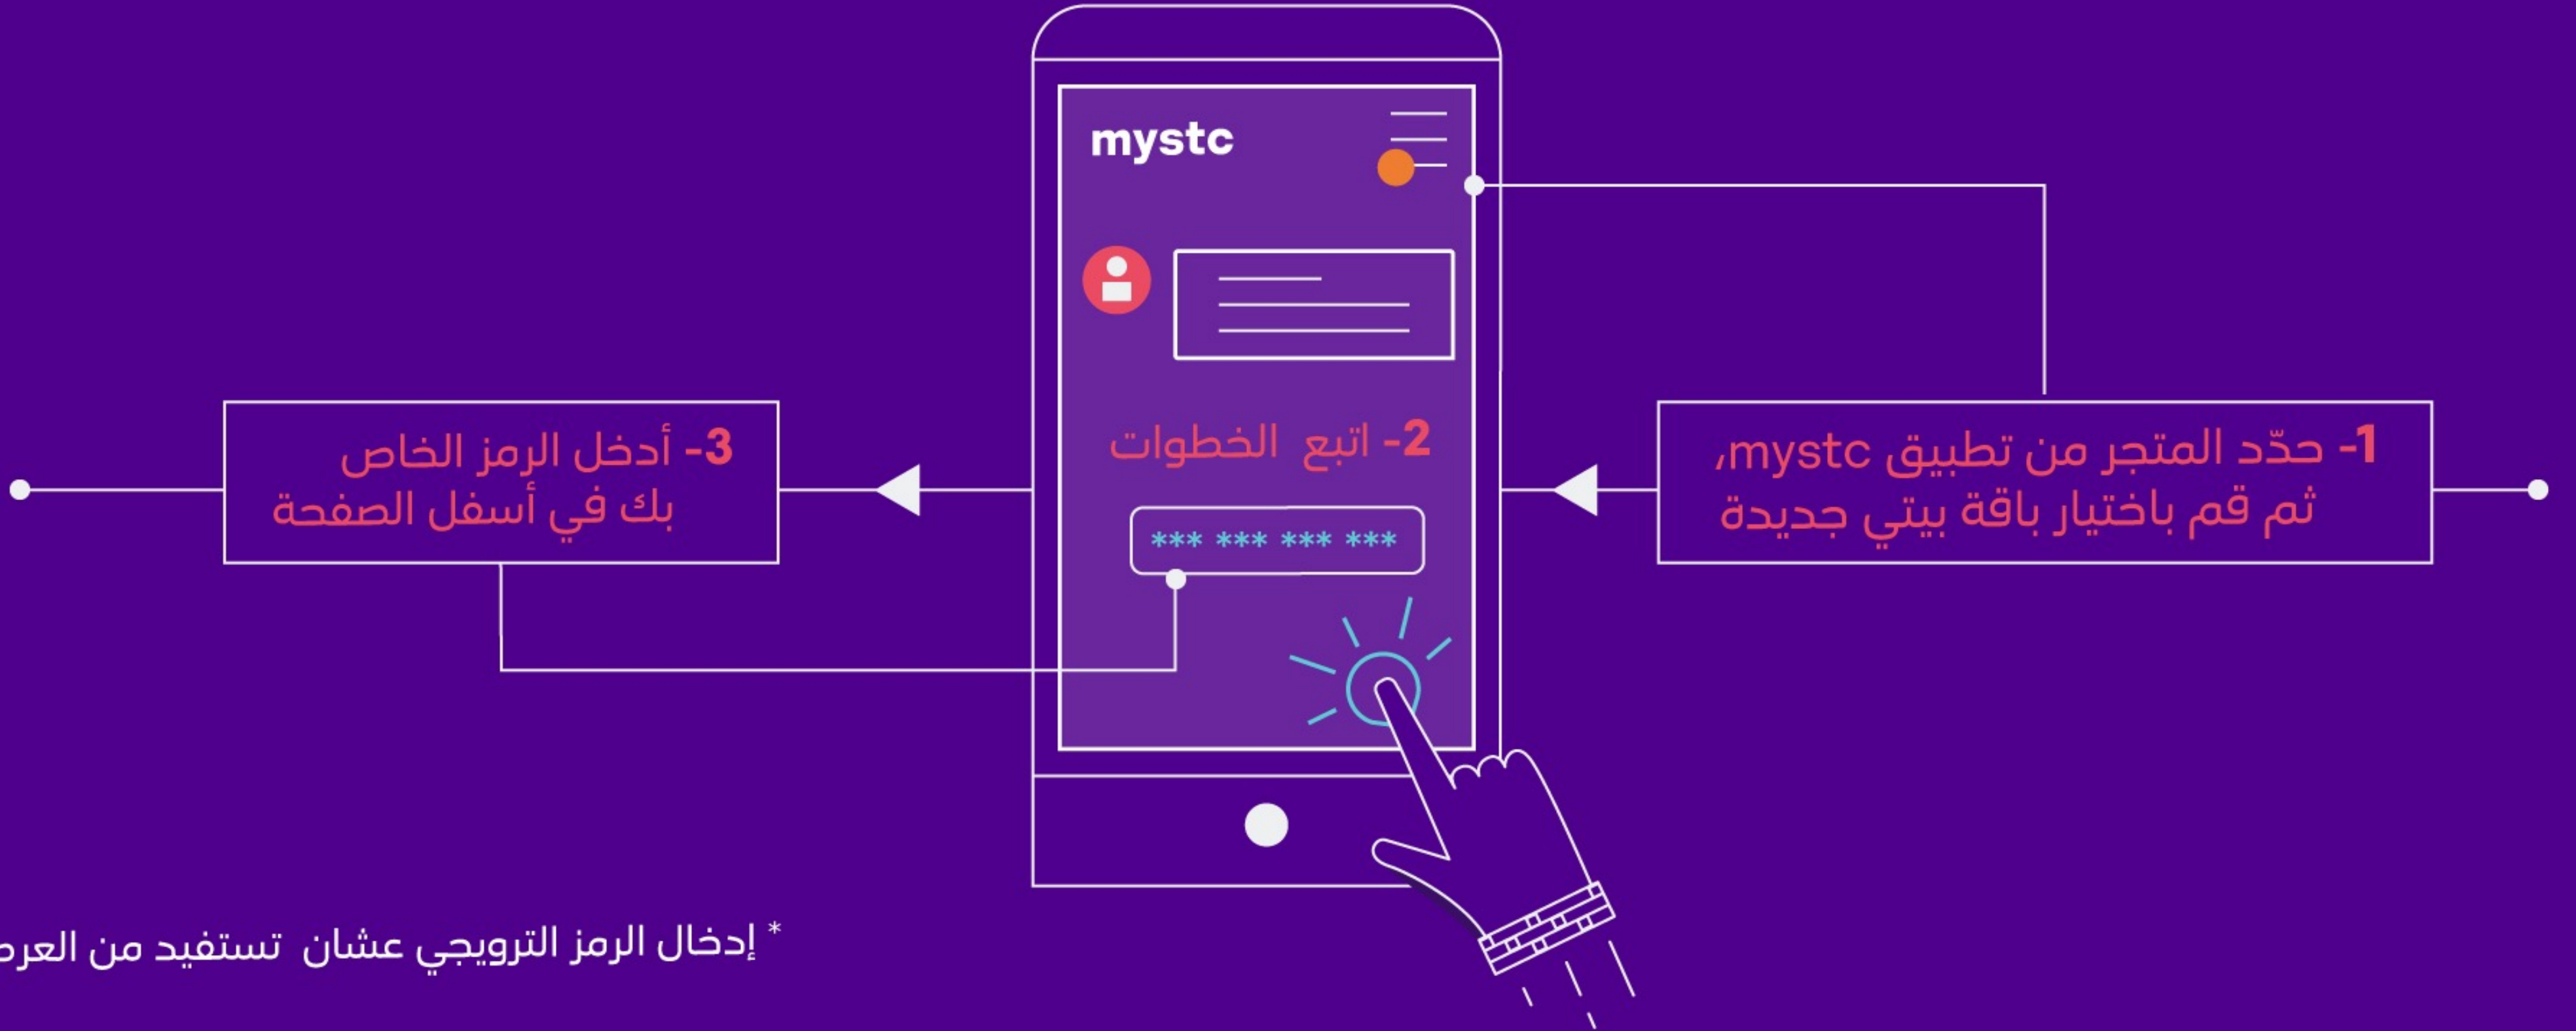 mystc
1- حدّد المتجر من تطبيق mystc،
ثم قم باختيار باقة بيتي جديدة
2- اتبع الخطوات
*** *** *** ***
3- أدخل الرمز الخاص
بك في أسفل الصفحة
* إدخال الرمز الترويجي عشان تستفيد من